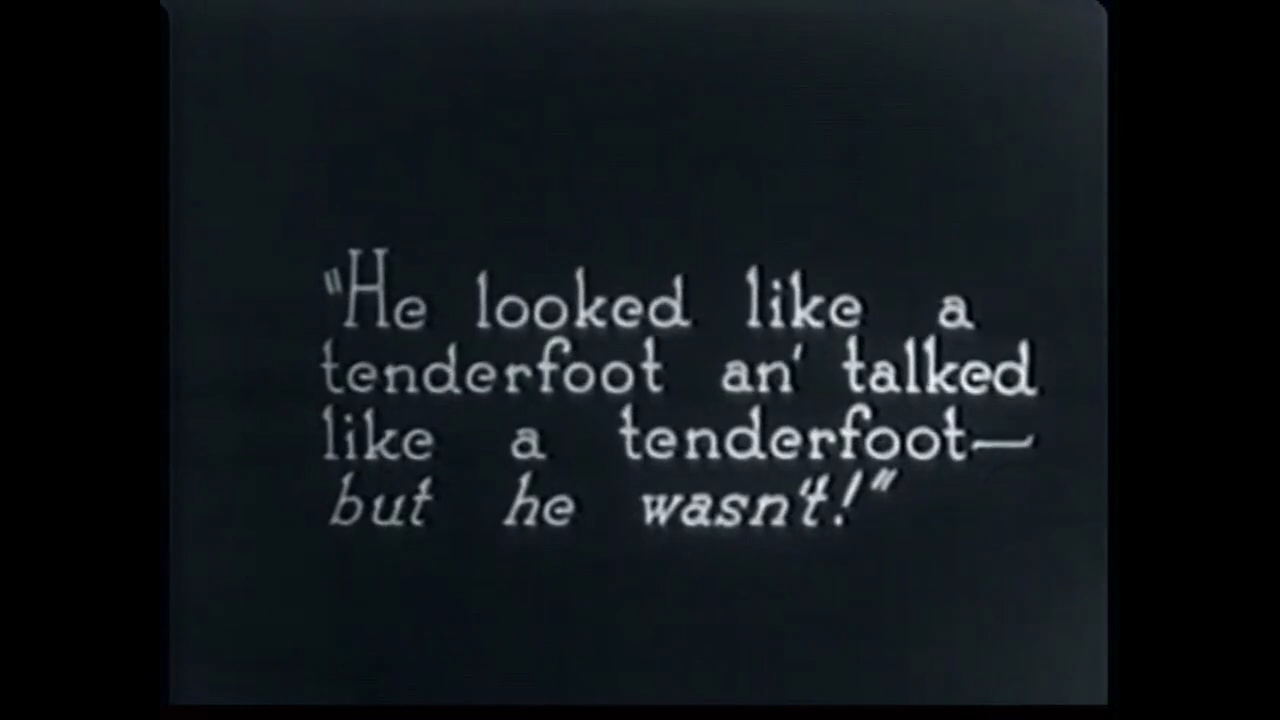 "He looked like a
tenderfoot an' talked
like a tenderfoot—
but he wasn't!"